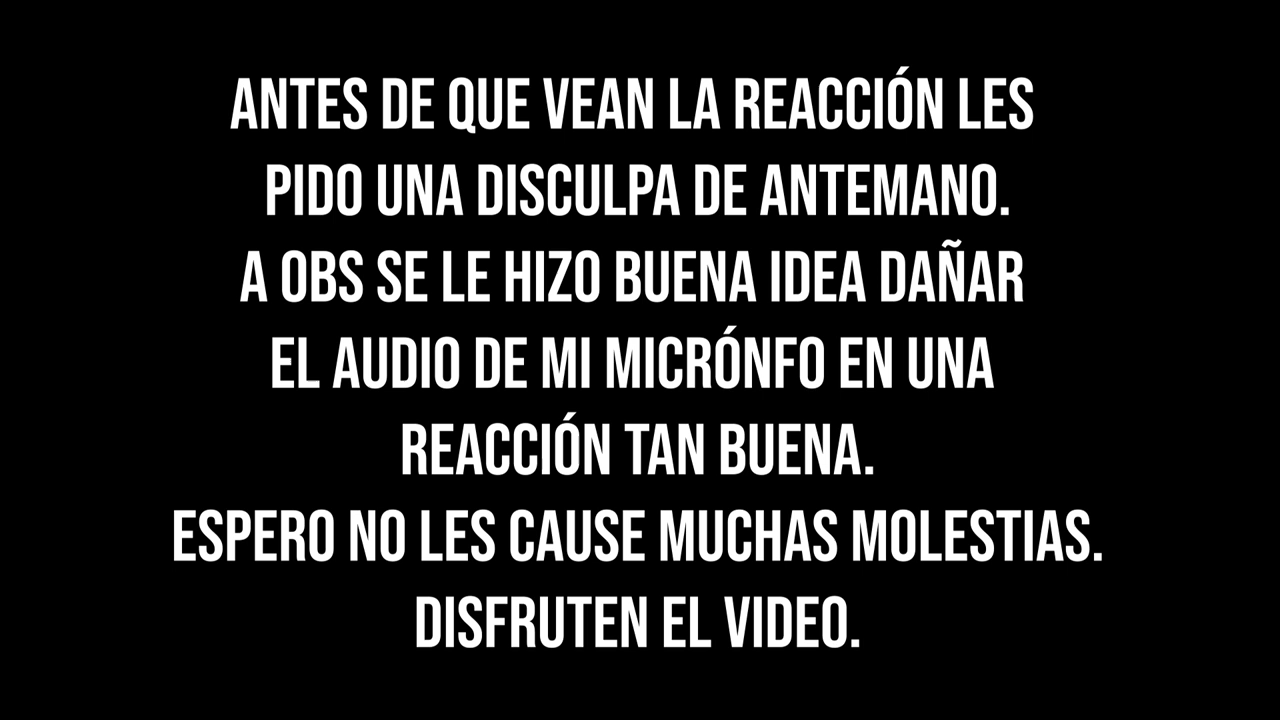 ANTES DE QUE VEAN LA REACCIÓN LES
PIDO UNA DISCULPA DE ANTEMANO.
A OBS SE LE HIZO BUENA IDEA DAÑAR
EL AUDIO DE MI MICRÓNFO EN UNA
REACCIÓN TAN BUENA.
ESPERO NO LES CAUSE MUCHAS MOLESTIAS.
DISFRUTEN EL VIDEO.